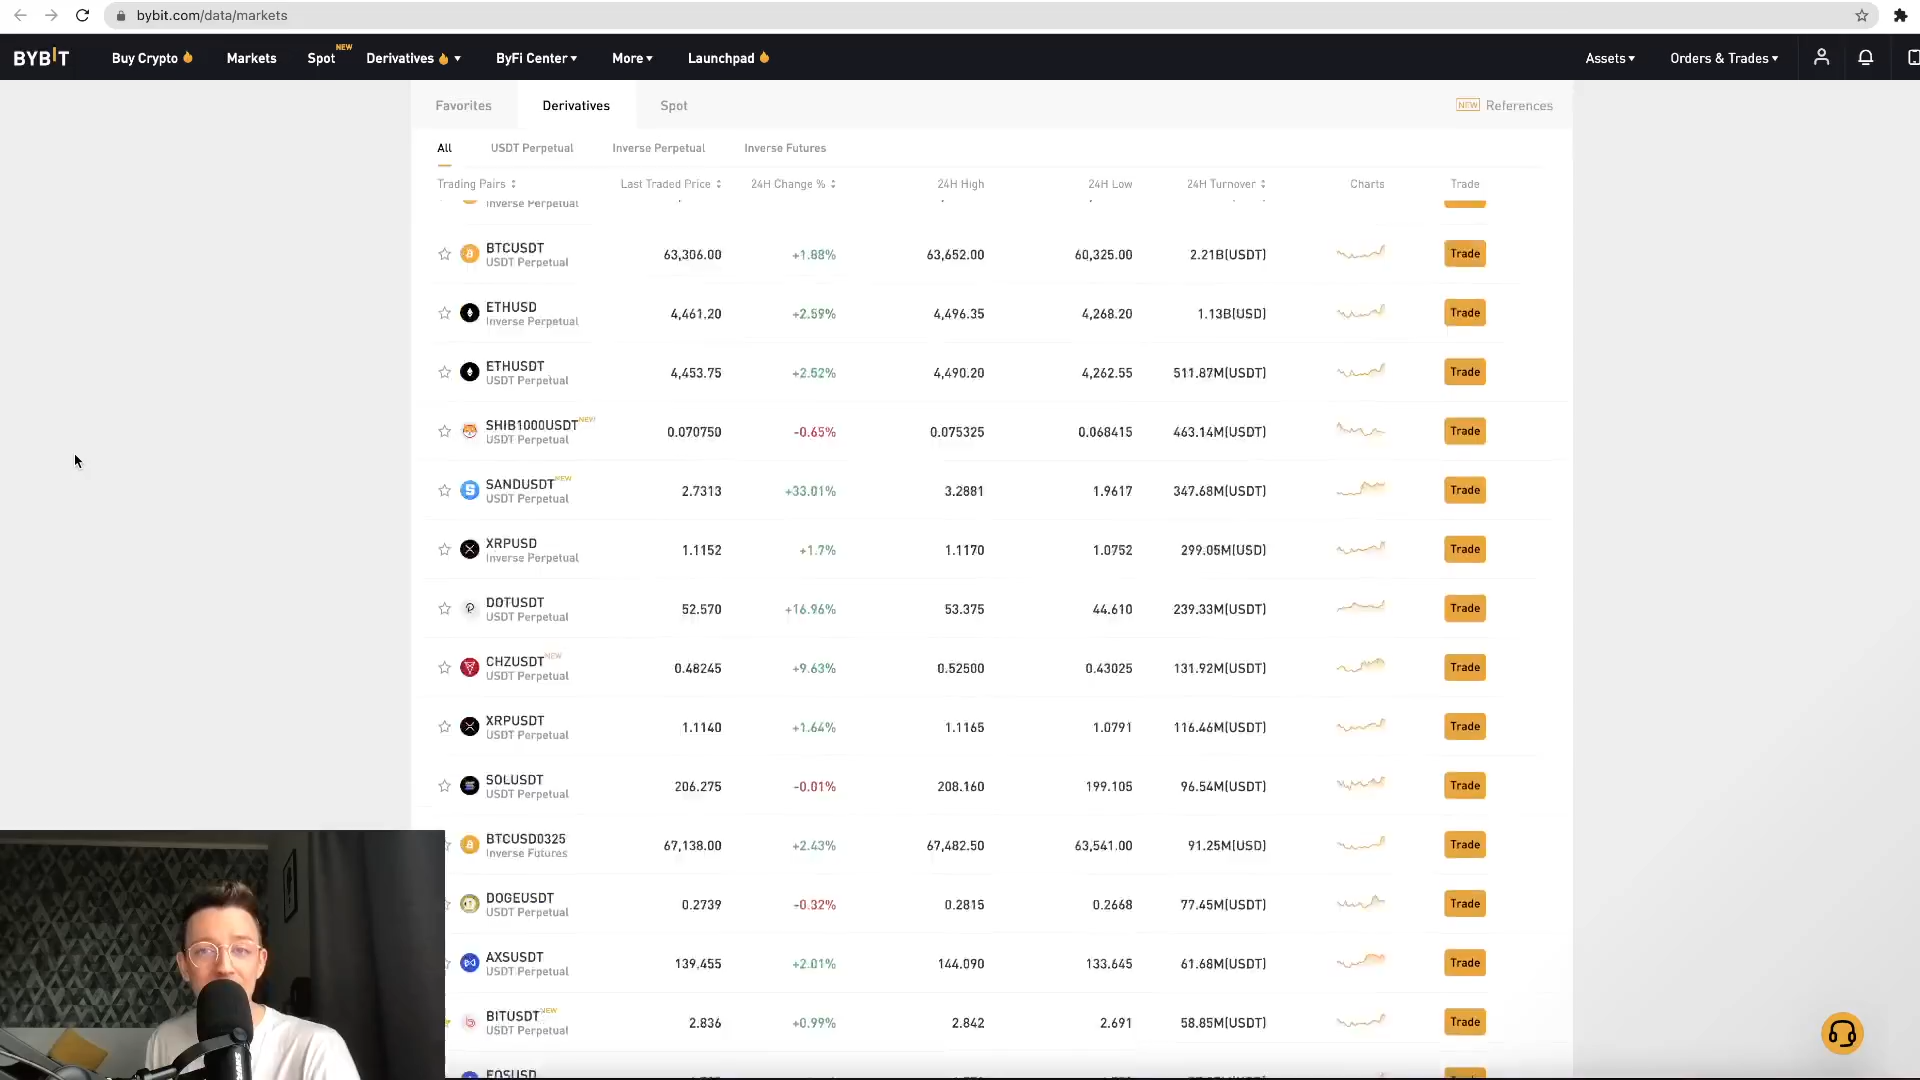 bybit.com/data/markets
BYBIT Buy Crypto Markets Spot NEW Derivatives ByFi Center More Launchpad Assets Orders & Trades
Favorites Derivatives Spot NEW References
All USDT Perpetual Inverse Perpetual Inverse Futures
Trading Pairs Last Traded Price 24H Change % 24H High 24H Low 24H Turnover Charts Trade
Inverse Perpetual
BTCUSDT
USDT Perpetual 63,306.00 +1.88% 63,652.00 60,325.00 2.21B(USDT) Trade
ETHUSD
Inverse Perpetual 4,461.20 +2.59% 4,496.35 4,268.20 1.13B(USD) Trade
ETHUSDT
USDT Perpetual 4,453.75 +2.52% 4,490.20 4,262.55 511.87M(USDT) Trade
SHIB1000USDT NEW
USDT Perpetual 0.070750 -0.65% 0.075325 0.068415 463.14M(USDT) Trade
SANDUSDT NEW
USDT Perpetual 2.7313 +33.01% 3.2881 1.9617 347.68M(USDT) Trade
XRPUSD
Inverse Perpetual 1.1152 +1.7% 1.1170 1.0752 299.05M(USD) Trade
DOTUSDT
USDT Perpetual 52.570 +16.96% 53.375 44.610 239.33M(USDT) Trade
CHZUSDT NEW
USDT Perpetual 0.48245 +9.63% 0.52500 0.43025 131.92M(USDT) Trade
XRPUSDT
USDT Perpetual 1.1140 +1.64% 1.1165 1.0791 116.46M(USDT) Trade
SOLUSDT
USDT Perpetual 206.275 -0.01% 208.160 199.105 96.54M(USDT) Trade
BTCUSD0325
Inverse Futures 67,138.00 +2.43% 67,482.50 63,541.00 91.25M(USD) Trade
DOGEUSDT
USDT Perpetual 0.2739 -0.32% 0.2815 0.2668 77.45M(USDT) Trade
AXSUSDT
USDT Perpetual 139.455 +2.01% 144.090 133.645 61.68M(USDT) Trade
BITUSDT NEW
USDT Perpetual 2.836 +0.99% 2.842 2.691 58.85M(USDT) Trade
EOSUSD